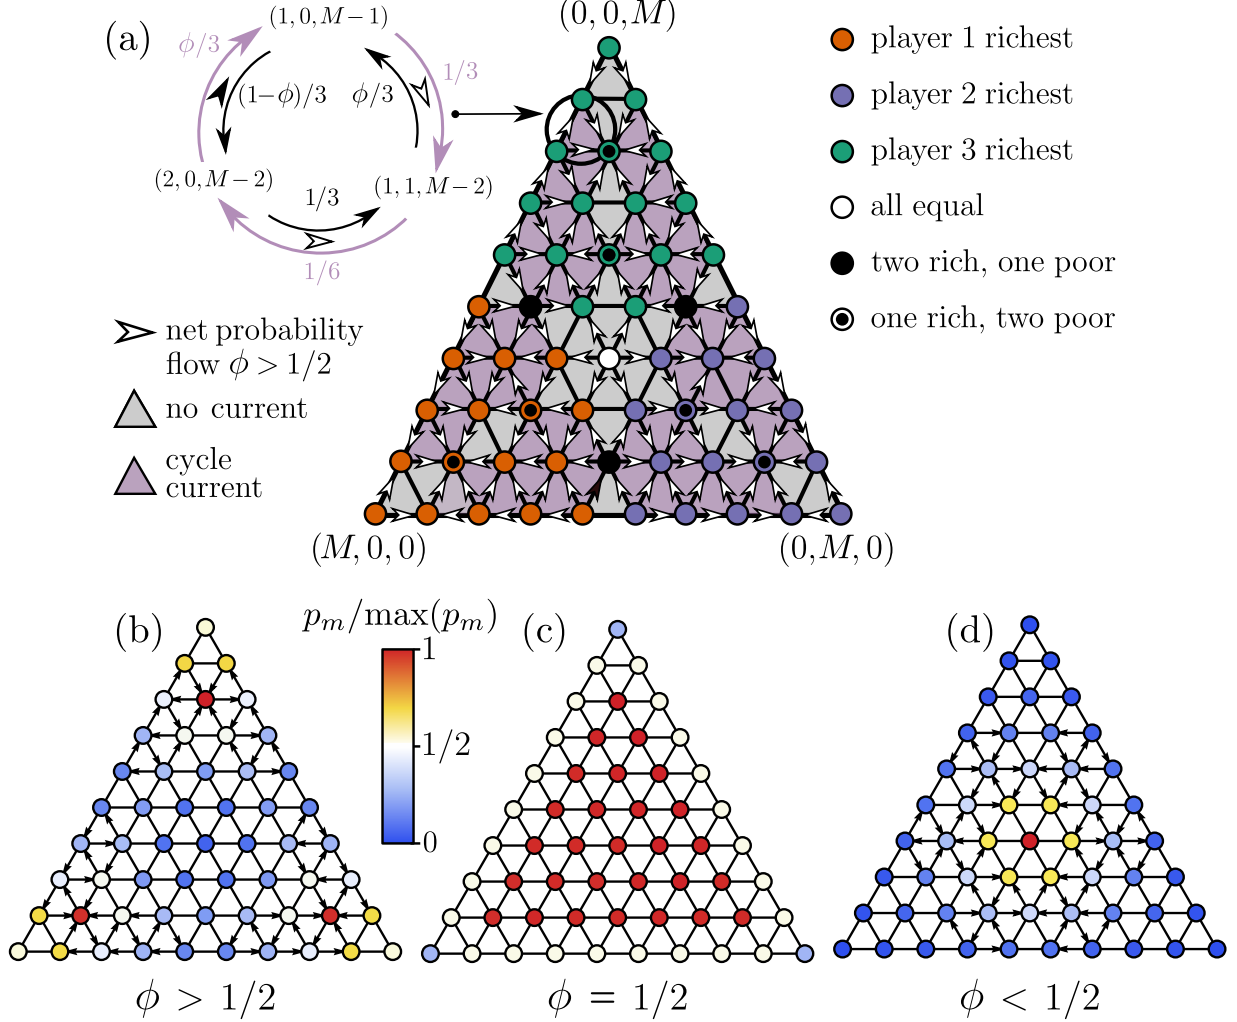 (a)
(1, 0, M − 1)
ϕ/3
(1−ϕ)/3
ϕ/3
1/3
(2, 0, M − 2)
(1, 1, M − 2)
1/3
1/6
net probability
flow ϕ > 1/2
no current
cycle
current
(0, 0, M)
(M, 0, 0)
(0, M, 0)
player 1 richest
player 2 richest
player 3 richest
all equal
two rich, one poor
one rich, two poor
(b)
p_m/max(p_m)
1
1/2
0
(c)
(d)
ϕ > 1/2
ϕ = 1/2
ϕ < 1/2